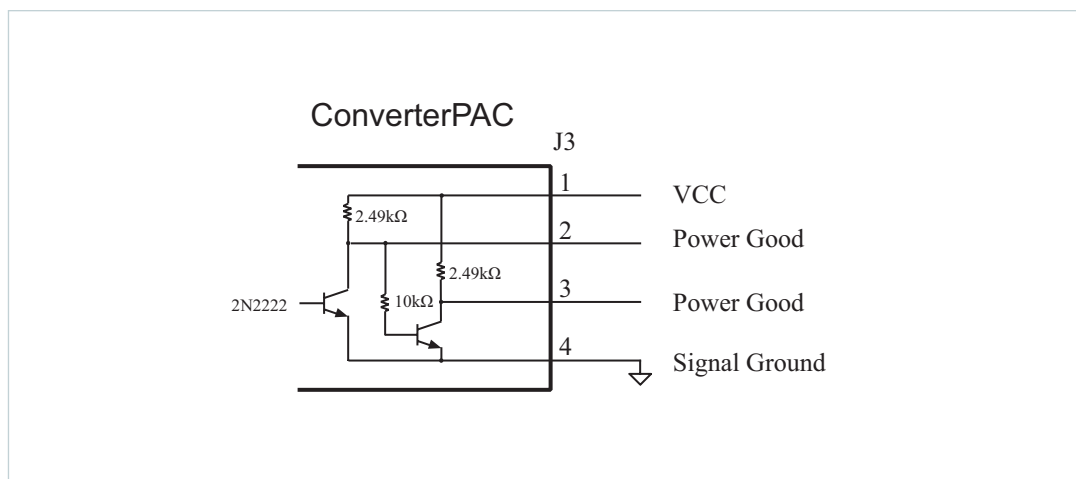 ConverterPAC
J3
1 VCC
2.49kΩ
2 Power Good
2.49kΩ
2N2222
10kΩ
3 Power Good
4 Signal Ground